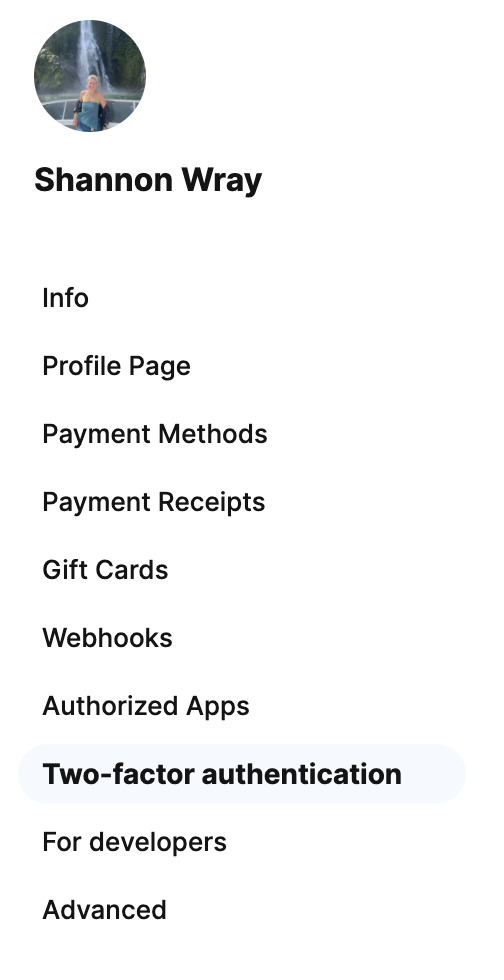 Shannon Wray
Info
Profile Page
Payment Methods
Payment Receipts
Gift Cards
Webhooks
Authorized Apps
Two-factor authentication
For developers
Advanced